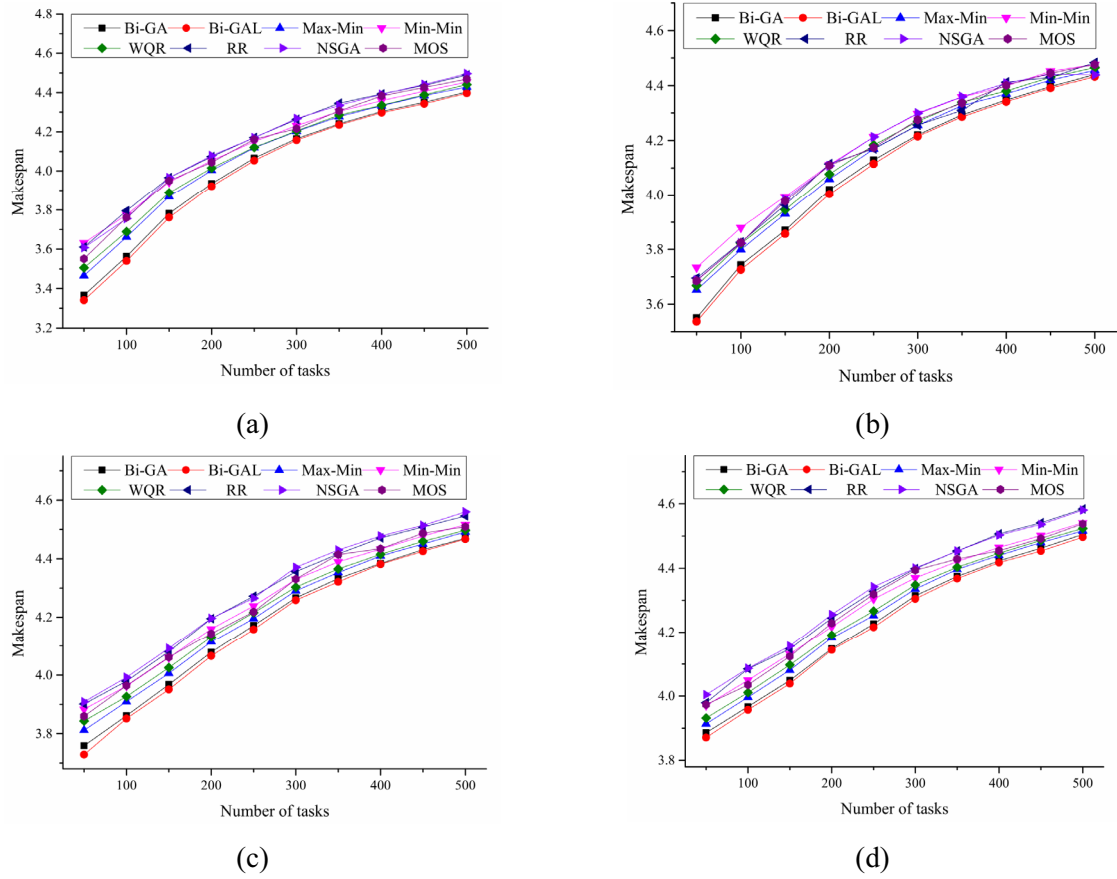 Bi-GA Bi-GAL Max-Min Min-Min
WQR RR NSGA MOS
4.8
4.6
4.4
4.2
4.0
3.8
3.6
3.4
3.2
Makespan
100 200 300 400 500
Number of tasks
(a)
Bi-GA Bi-GAL Max-Min Min-Min
WQR RR NSGA MOS
4.6
4.4
4.2
4.0
3.8
3.6
Makespan
100 200 300 400 500
Number of tasks
(b)
Bi-GA Bi-GAL Max-Min Min-Min
WQR RR NSGA MOS
4.6
4.4
4.2
4.0
3.8
Makespan
100 200 300 400 500
Number of tasks
(c)
Bi-GA Bi-GAL Max-Min Min-Min
WQR RR NSGA MOS
4.6
4.4
4.2
4.0
3.8
Makespan
100 200 300 400 500
Number of tasks
(d)